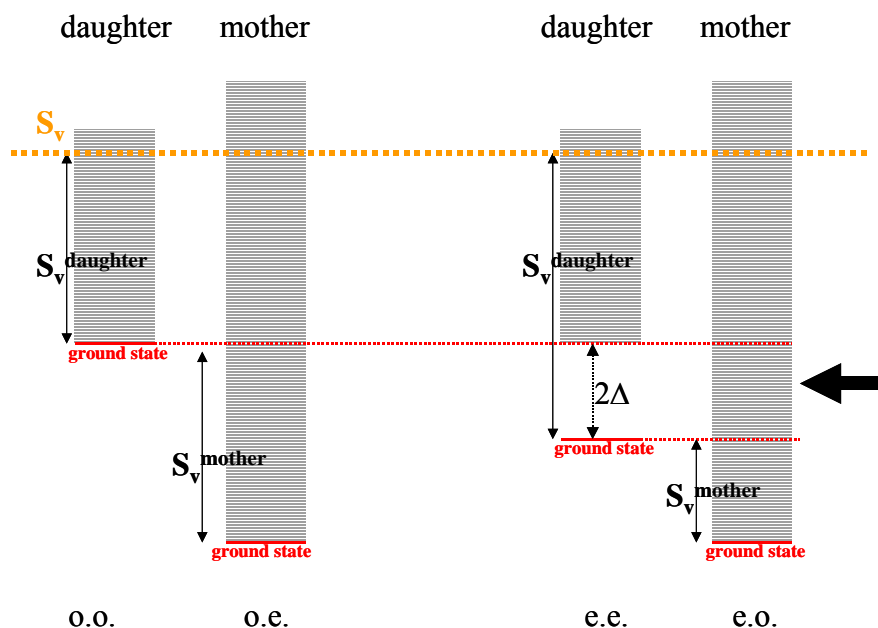 daughter mother daughter mother
Sv
Sv daughter
Sv daughter
ground state
2Δ
Sv mother
ground state
Sv mother
ground state
ground state
o.o. o.e. e.e. e.o.